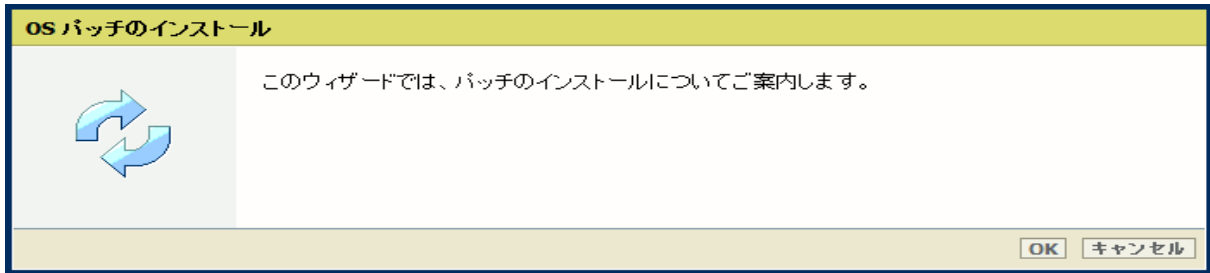 OS パッチのインストール
このウィザードでは、パッチのインストールについてご案内します。
OK キャンセル